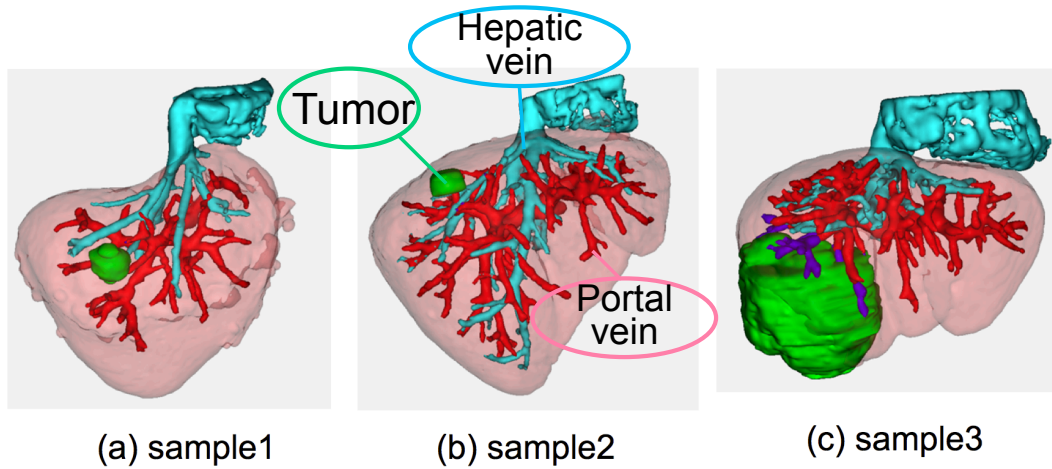 Hepatic
vein
Tumor
Portal
vein
(a) sample1
(b) sample2
(c) sample3